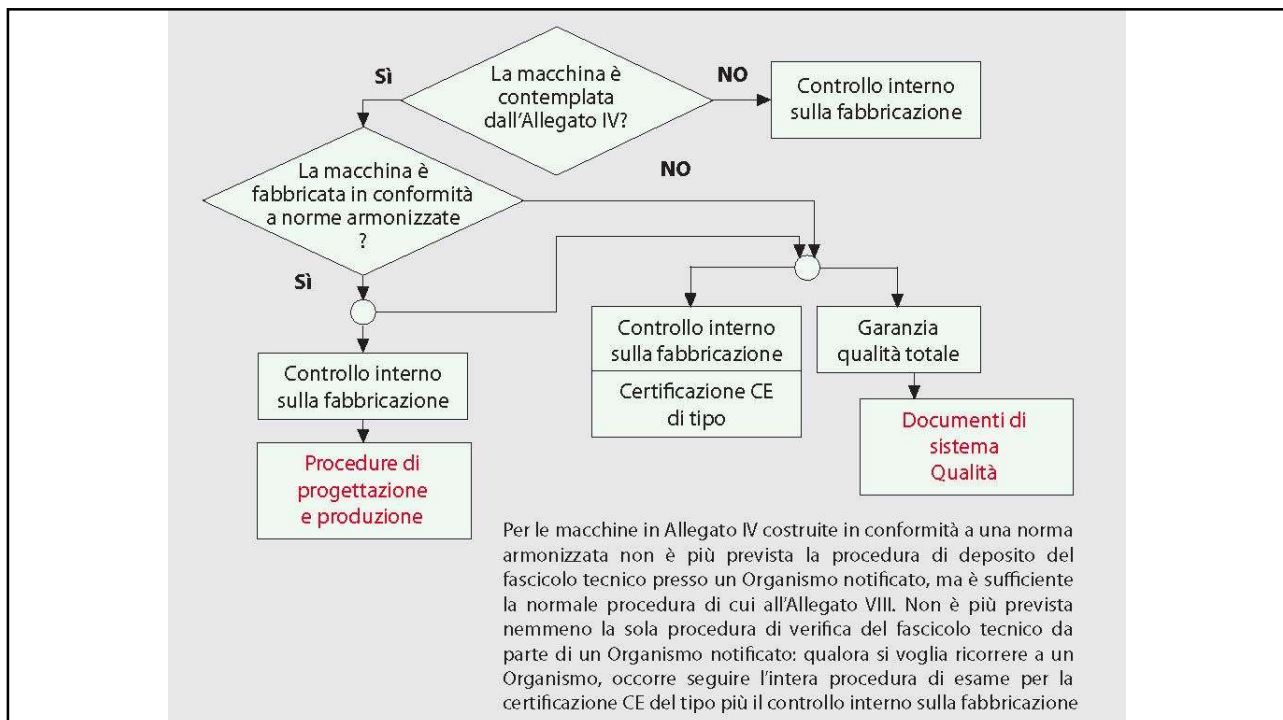 Sì
La macchina è
contemplata
dall'Allegato IV?
NO
Controllo interno
sulla fabbricazione
La macchina è
fabbricata in conformità
a norme armonizzate
?
NO
Sì
Controllo interno
sulla fabbricazione
Procedure di
progettazione
e produzione
Controllo interno
sulla fabbricazione
Certificazione CE
di tipo
Garanzia
qualità totale
Documenti di
sistema
Qualità
Per le macchine in Allegato IV costruite in conformità a una norma
armonizzata non è più prevista la procedura di deposito del
fascicolo tecnico presso un Organismo notificato, ma è sufficiente
la normale procedura di cui all'Allegato VIII. Non è più prevista
nemmeno la sola procedura di verifica del fascicolo tecnico da
parte di un Organismo notificato: qualora si voglia ricorrere a un
Organismo, occorre seguire l'intera procedura di esame per la
certificazione CE del tipo più il controllo interno sulla fabbricazione